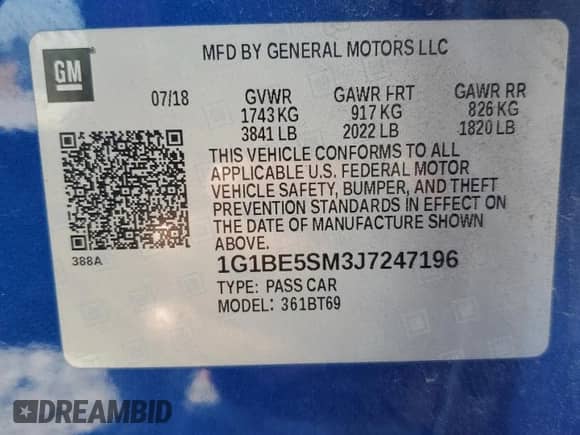 GM
MFD BY GENERAL MOTORS LLC
07/18 GVWR GAWR FRT GAWR RR
1743 KG 917 KG 826 KG
3841 LB 2022 LB 1820 LB
THIS VEHICLE CONFORMS TO ALL
APPLICABLE U.S. FEDERAL MOTOR
VEHICLE SAFETY, BUMPER, AND THEFT
PREVENTION STANDARDS IN EFFECT ON
THE DATE OF MANUFACTURE SHOWN
ABOVE.
388A
1G1BE5SM3J7247196
TYPE: PASS CAR
MODEL: 361BT69
DREAMBID